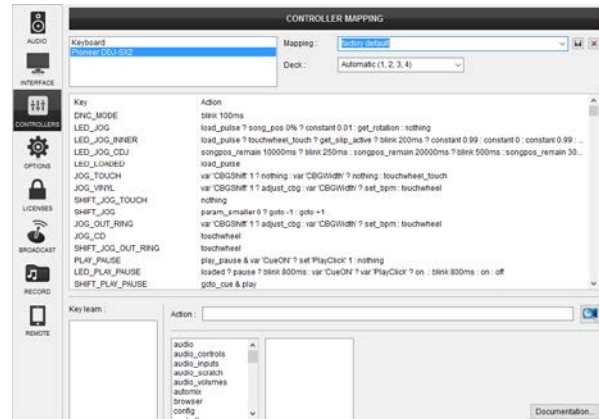 CONTROLLER MAPPING
AUDIO
INTERFACE
CONTROLLERS
OPTIONS
LICENSES
BROADCAST
RECORD
REMOTE
Keyboard
Pioneer DDJ-SX2
Mapping :
factory default
Deck :
Automatic (1, 2, 3, 4)
Key Action
DNC_MODE blink 100ms
LED_JOG load_pulse ? song_pos 0% ? constant 0.01 : get_rotation : nothing
LED_JOG_INNER load_pulse ? touchwheel_touch ? get_slip_active ? blink 200ms ? constant 0.99 : constant 0 : constant 0.99 : ...
LED_JOG_CDJ songpos_remain 10000ms ? blink 250ms : songpos_remain 20000ms ? blink 500ms : songpos_remain 30...
LED_LOADED load_pulse
JOG_TOUCH var 'CBGShift' 1 ? nothing : var 'CBGWidth' ? nothing : touchwheel_touch
JOG_VINYL var 'CBGShift' 1 ? adjust_cbg : var 'CBGWidth' ? set_bpm : touchwheel
SHIFT_JOG_TOUCH nothing
SHIFT_JOG param_smaller 0 ? goto -1 : goto +1
JOG_OUT_RING var 'CBGShift' 1 ? adjust_cbg : var 'CBGWidth' ? set_bpm : touchwheel
JOG_CD touchwheel
SHIFT_JOG_OUT_RING touchwheel
PLAY_PAUSE play_pause & var 'CueON' ? set 'PlayClick' 1 : nothing
LED_PLAY_PAUSE loaded ? pause ? blink 800ms : var 'CueON' ? var 'PlayClick' ? on : blink 800ms : on : off
SHIFT_PLAY_PAUSE goto_cue & play
Key learn :
Action :
audio
audio_controls
audio_inputs
audio_scratch
audio_volumes
automix
browser
config
Documentation...